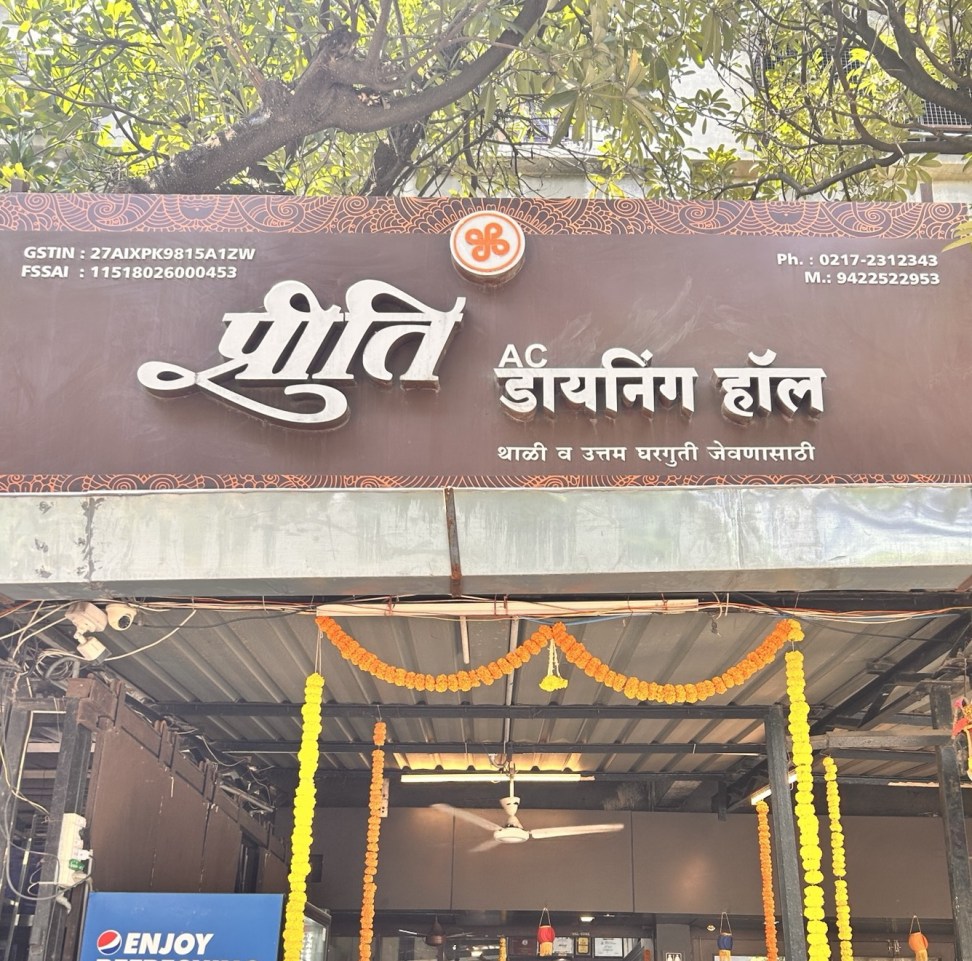 GSTIN : 27AIXPK9815A1ZW
FSSAI : 11518026000453
Ph. : 0217-2312343
M.: 9422522953
प्रीति
AC
डायनिंग हॉल
थाळी व उत्तम घरगुती जेवणासाठी
ENJOY